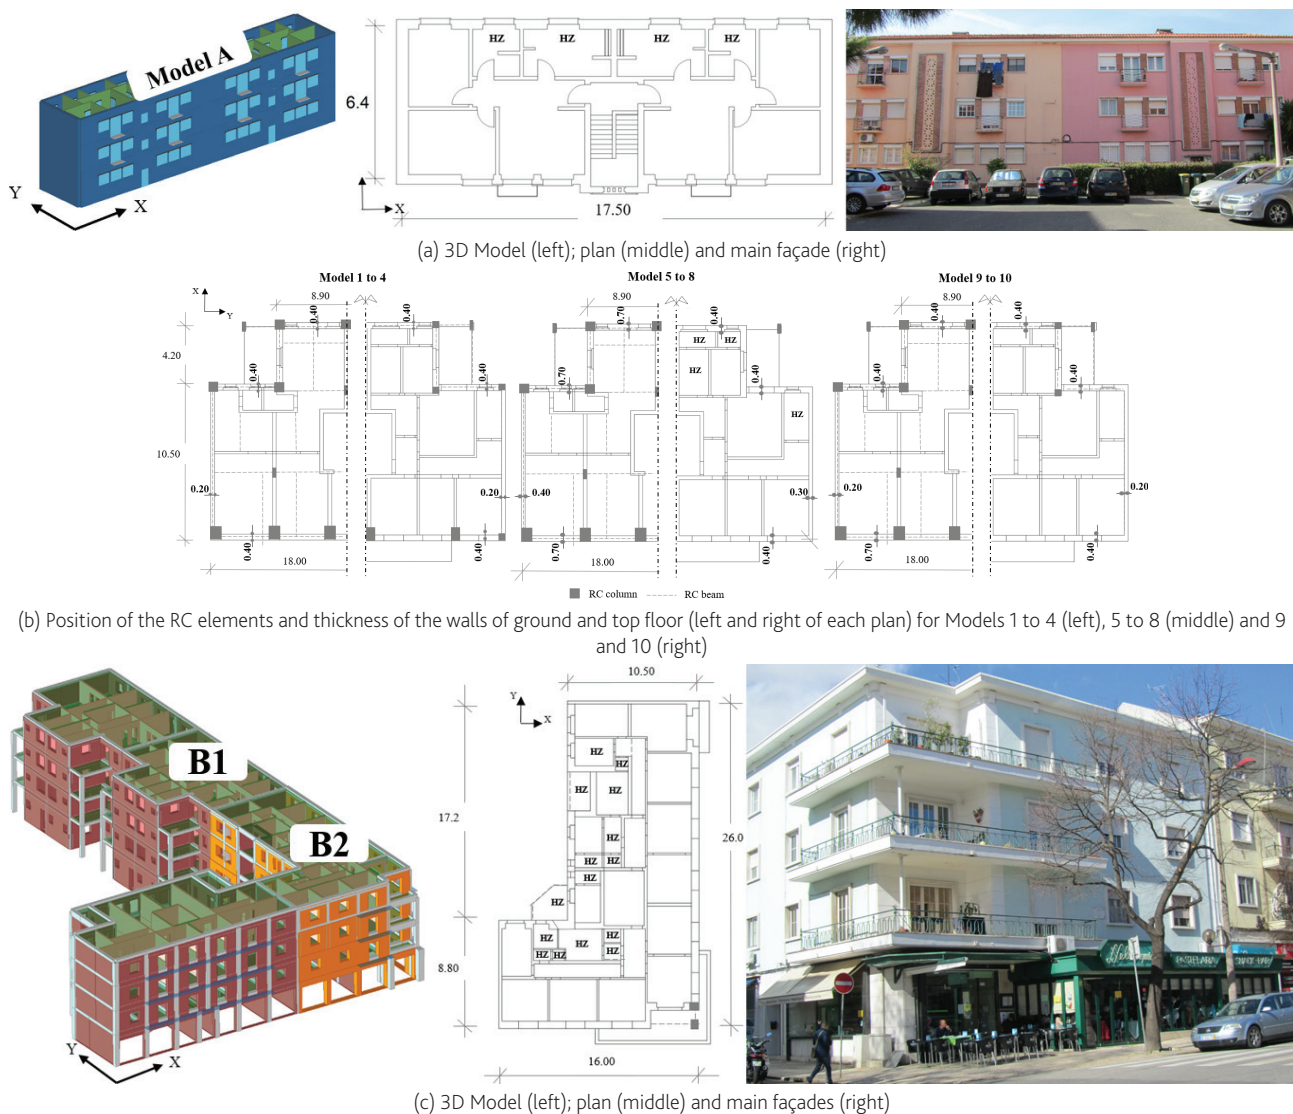 Model A
Y
X
6.4
HZ HZ HZ HZ
X
17.50
(a) 3D Model (left); plan (middle) and main façade (right)
Model 1 to 4
Model 5 to 8
Model 9 to 10
X
Y
8.90
0.40
4.20
0.40
0.40
10.50
0.20
0.20
0.40
0.40
18.00
8.90
0.70
0.40
HZ HZ
HZ
0.70
0.40
HZ
0.40
0.30
0.70
0.40
18.00
8.90
0.40
0.40
0.40
0.40
0.20
0.20
0.70
0.40
18.00
RC column
RC beam
(b) Position of the RC elements and thickness of the walls of ground and top floor (left and right of each plan) for Models 1 to 4 (left), 5 to 8 (middle) and 9
and 10 (right)
B1
B2
Y
X
10.50
Y
X
17.2
26.0
8.80
HZ
HZ
HZ HZ
HZ
HZ HZ
HZ
HZ
HZ HZ HZ
HZ HZ HZ
16.00
PASTELARIA
SNACK-BAR
(c) 3D Model (left); plan (middle) and main façades (right)